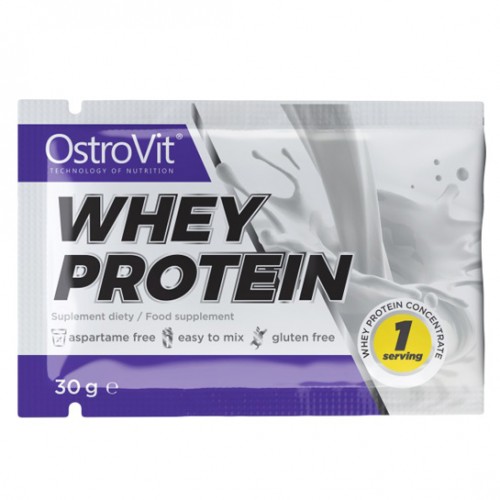 OstroVit®
TECHNOLOGY OF NUTRITION
WHEY
PROTEIN
Suplement diety / Food supplement
aspartame free easy to mix gluten free
30 g ℮
WHEY PROTEIN CONCENTRATE
1
serving